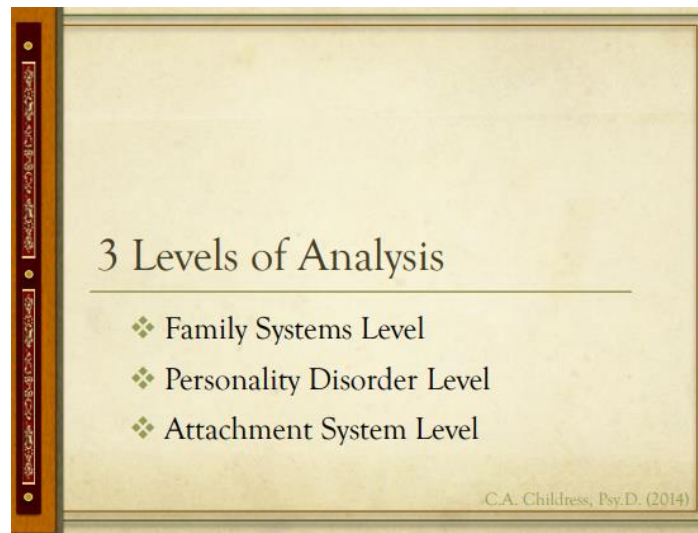 3 Levels of Analysis
❖ Family Systems Level
❖ Personality Disorder Level
❖ Attachment System Level
C.A. Childress, Psy.D. (2014)